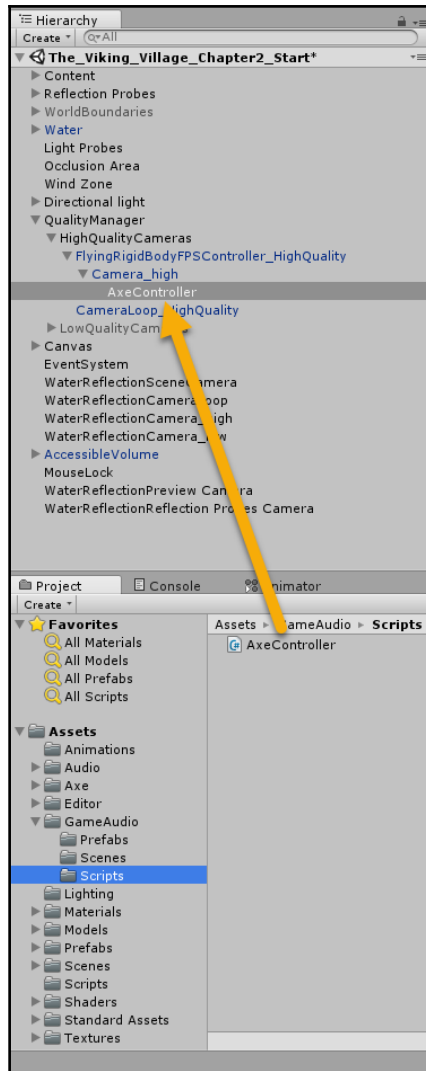 Hierarchy
Create All
The_Viking_Village_Chapter2_Start*
Content
Reflection Probes
WorldBoundaries
Water
Light Probes
Occlusion Area
Wind Zone
Directional light
QualityManager
HighQualityCameras
FlyingRigidBodyFPSController_HighQuality
Camera_high
AxeController
CameraLoop_HighQuality
Canvas
EventSystem
WaterReflectionSceneCamera
AccessibleVolume
MouseLock
WaterReflectionPreview Camera
WaterReflectionReflection Probes Camera
Project Console Animator
Create
Favorites
All Materials
All Models
All Prefabs
All Scripts
Assets GameAudio Scripts
AxeController
Assets
Animations
Audio
Axe
Editor
GameAudio
Prefabs
Scenes
Scripts
Lighting
Materials
Models
Prefabs
Scenes
Scripts
Shaders
Standard Assets
Textures